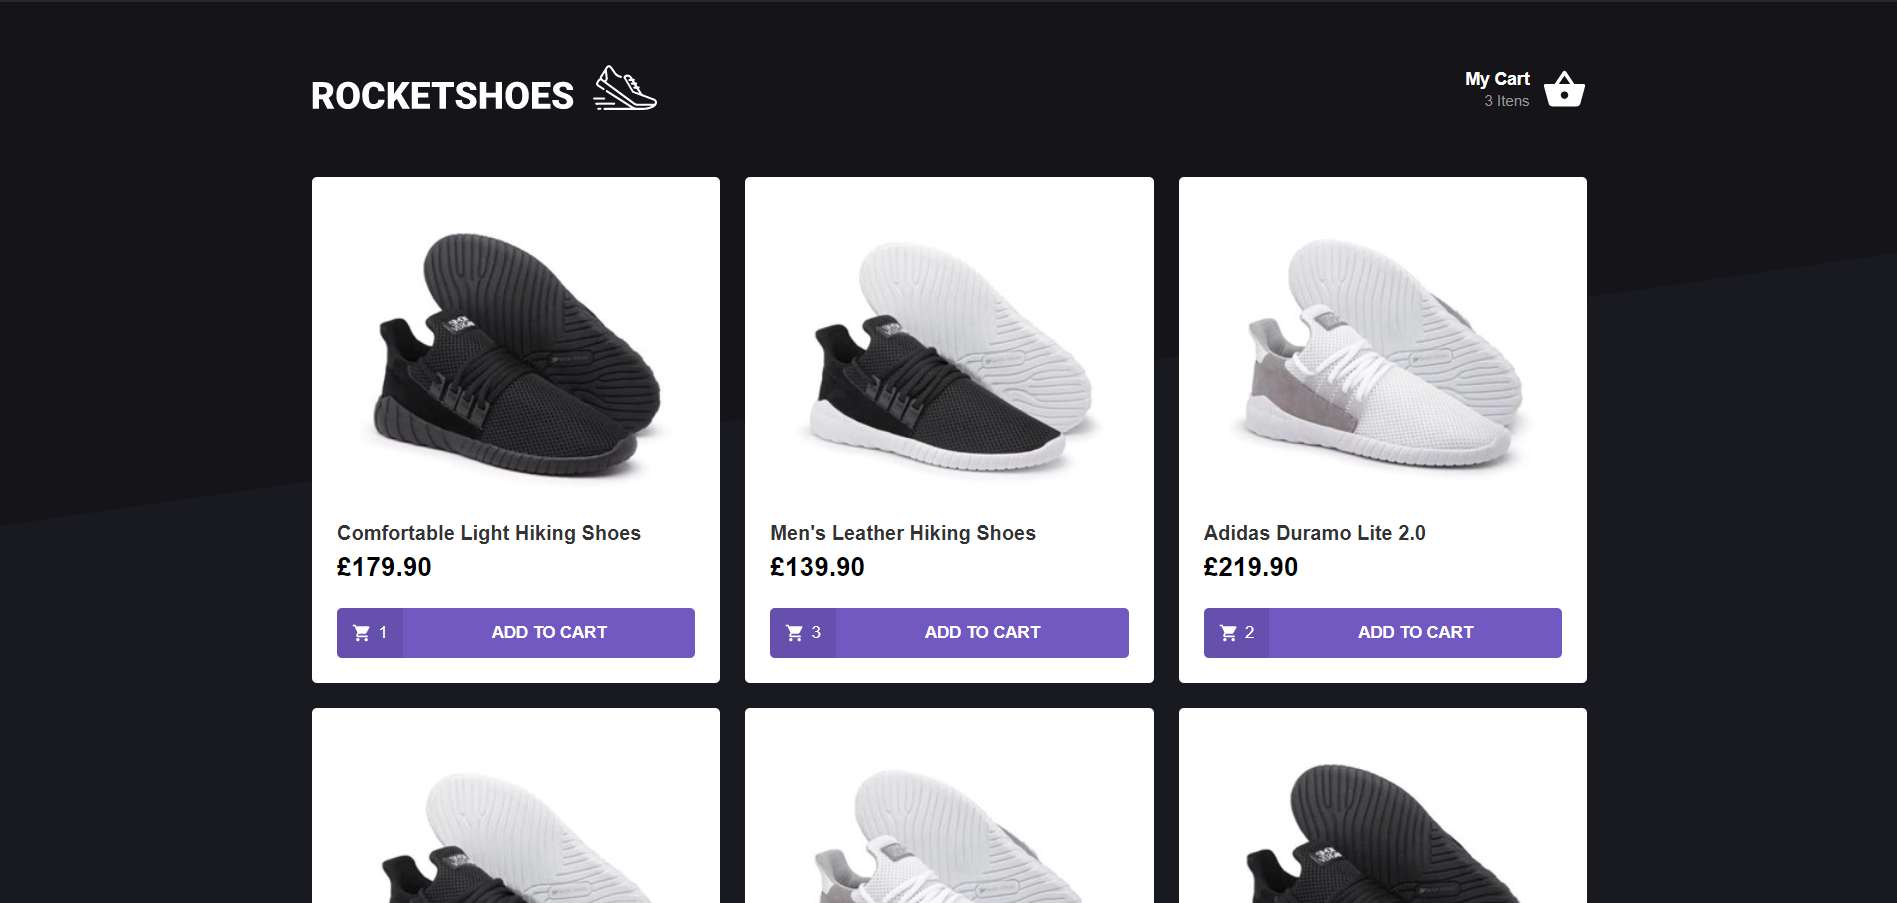 ROCKETSHOES
My Cart
3 Itens
Comfortable Light Hiking Shoes
£179.90
1 ADD TO CART
Men's Leather Hiking Shoes
£139.90
3 ADD TO CART
Adidas Duramo Lite 2.0
£219.90
2 ADD TO CART